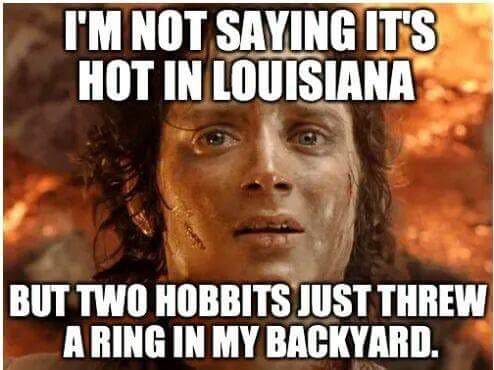 I'M NOT SAYING IT'S
HOT IN LOUISIANA
BUT TWO HOBBITS JUST THREW
A RING IN MY BACKYARD.